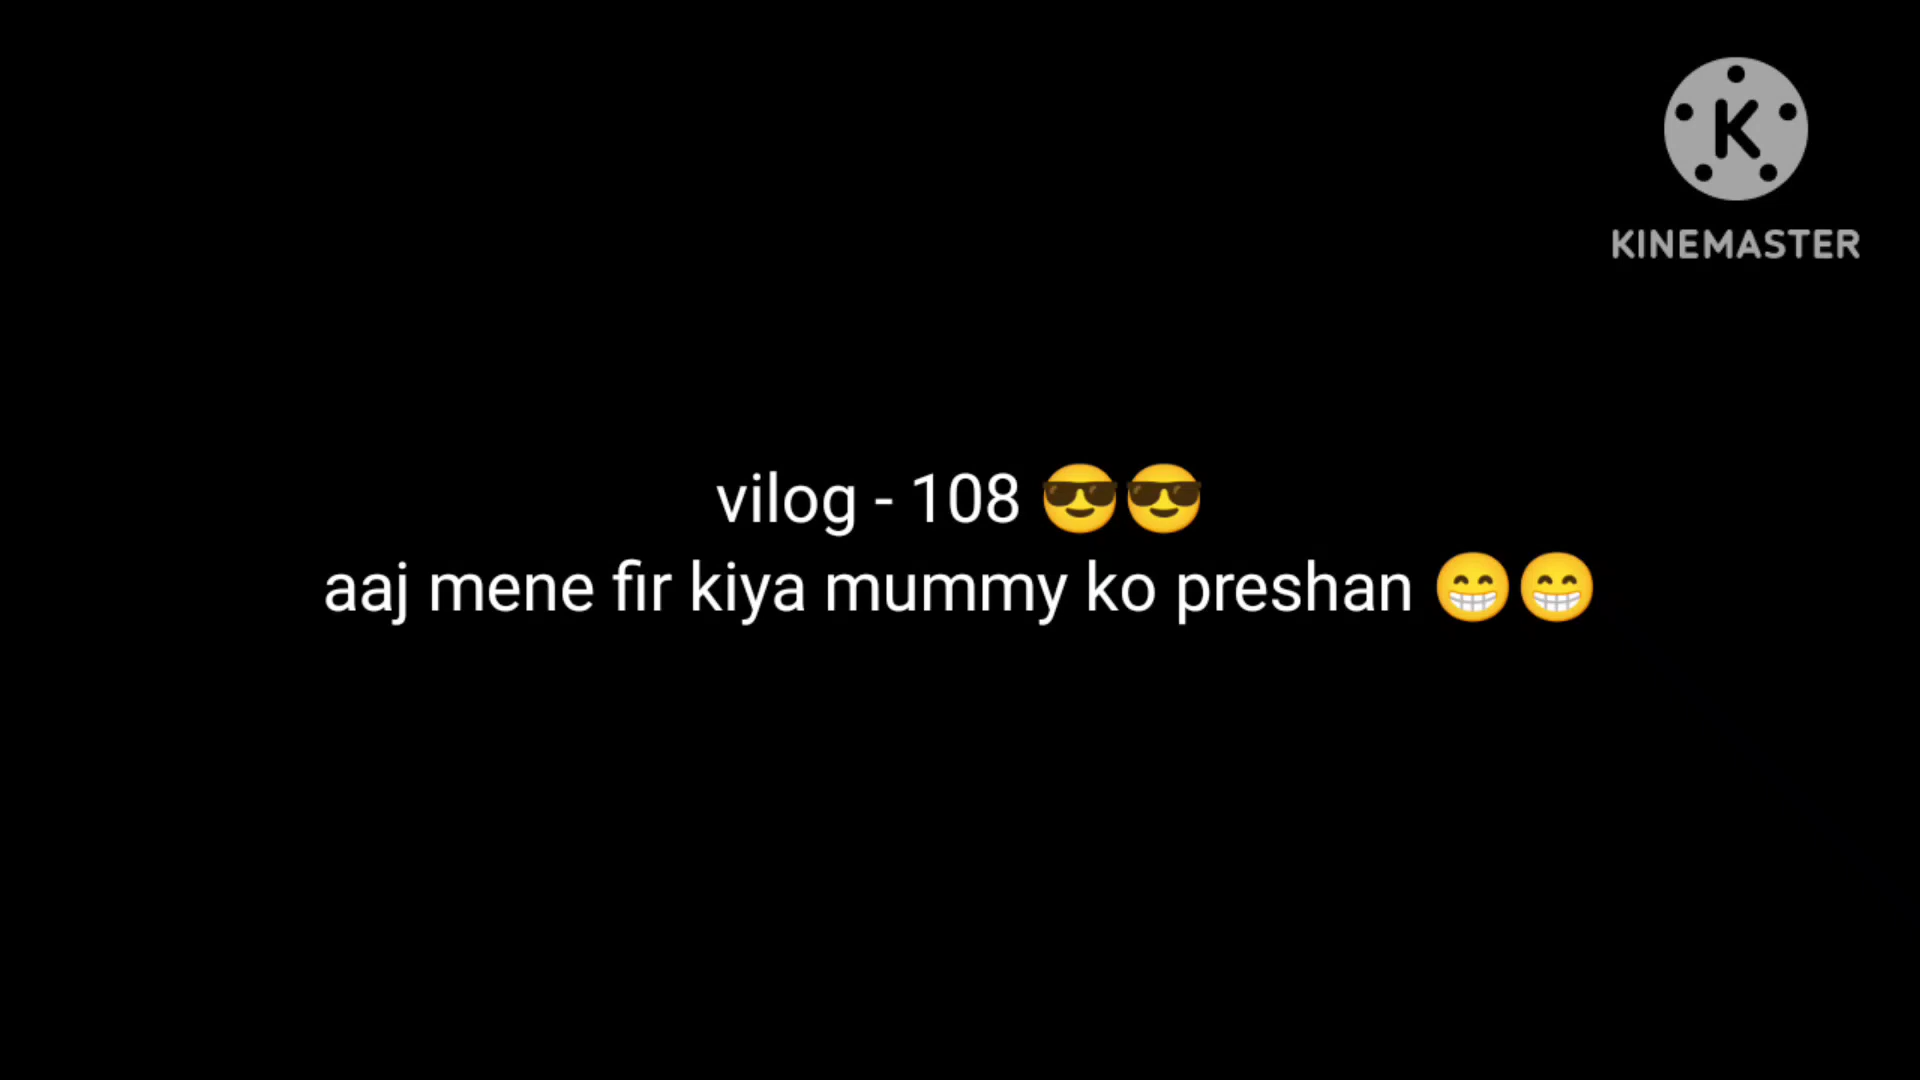 K
KINEMASTER
vilog - 108 😎😎
aaj mene fir kiya mummy ko preshan 😁😁